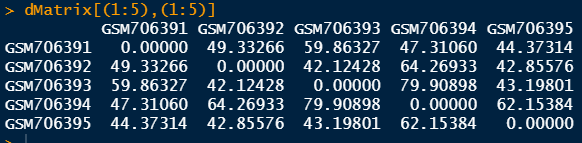 > dMatrix[(1:5),(1:5)]
GSM706391 GSM706392 GSM706393 GSM706394 GSM706395
GSM706391 0.00000 49.33266 59.86327 47.31060 44.37314
GSM706392 49.33266 0.00000 42.12428 64.26933 42.85576
GSM706393 59.86327 42.12428 0.00000 79.90898 43.19801
GSM706394 47.31060 64.26933 79.90898 0.00000 62.15384
GSM706395 44.37314 42.85576 43.19801 62.15384 0.00000
>